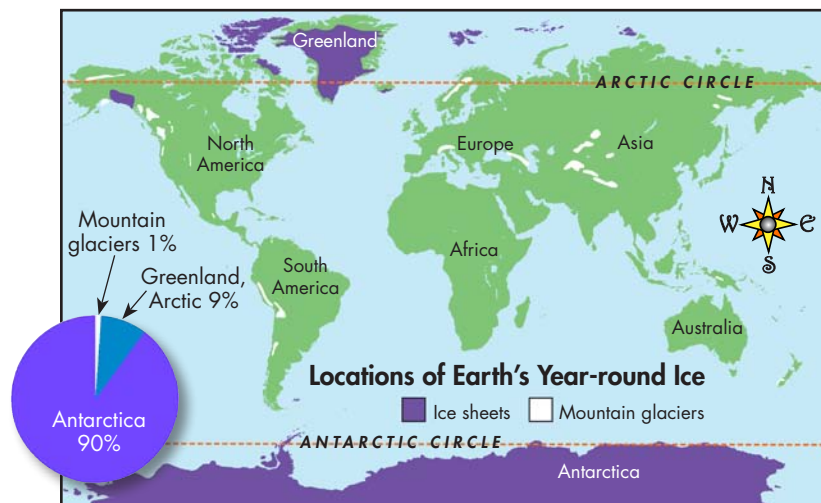 Greenland
ARCTIC CIRCLE
North
America
Europe
Asia
N
W E
S
Mountain
glaciers 1%
Greenland,
Arctic 9%
South
America
Africa
Australia
Locations of Earth's Year-round Ice
Ice sheets
Mountain glaciers
Antarctica
90%
ANTARCTIC CIRCLE
Antarctica